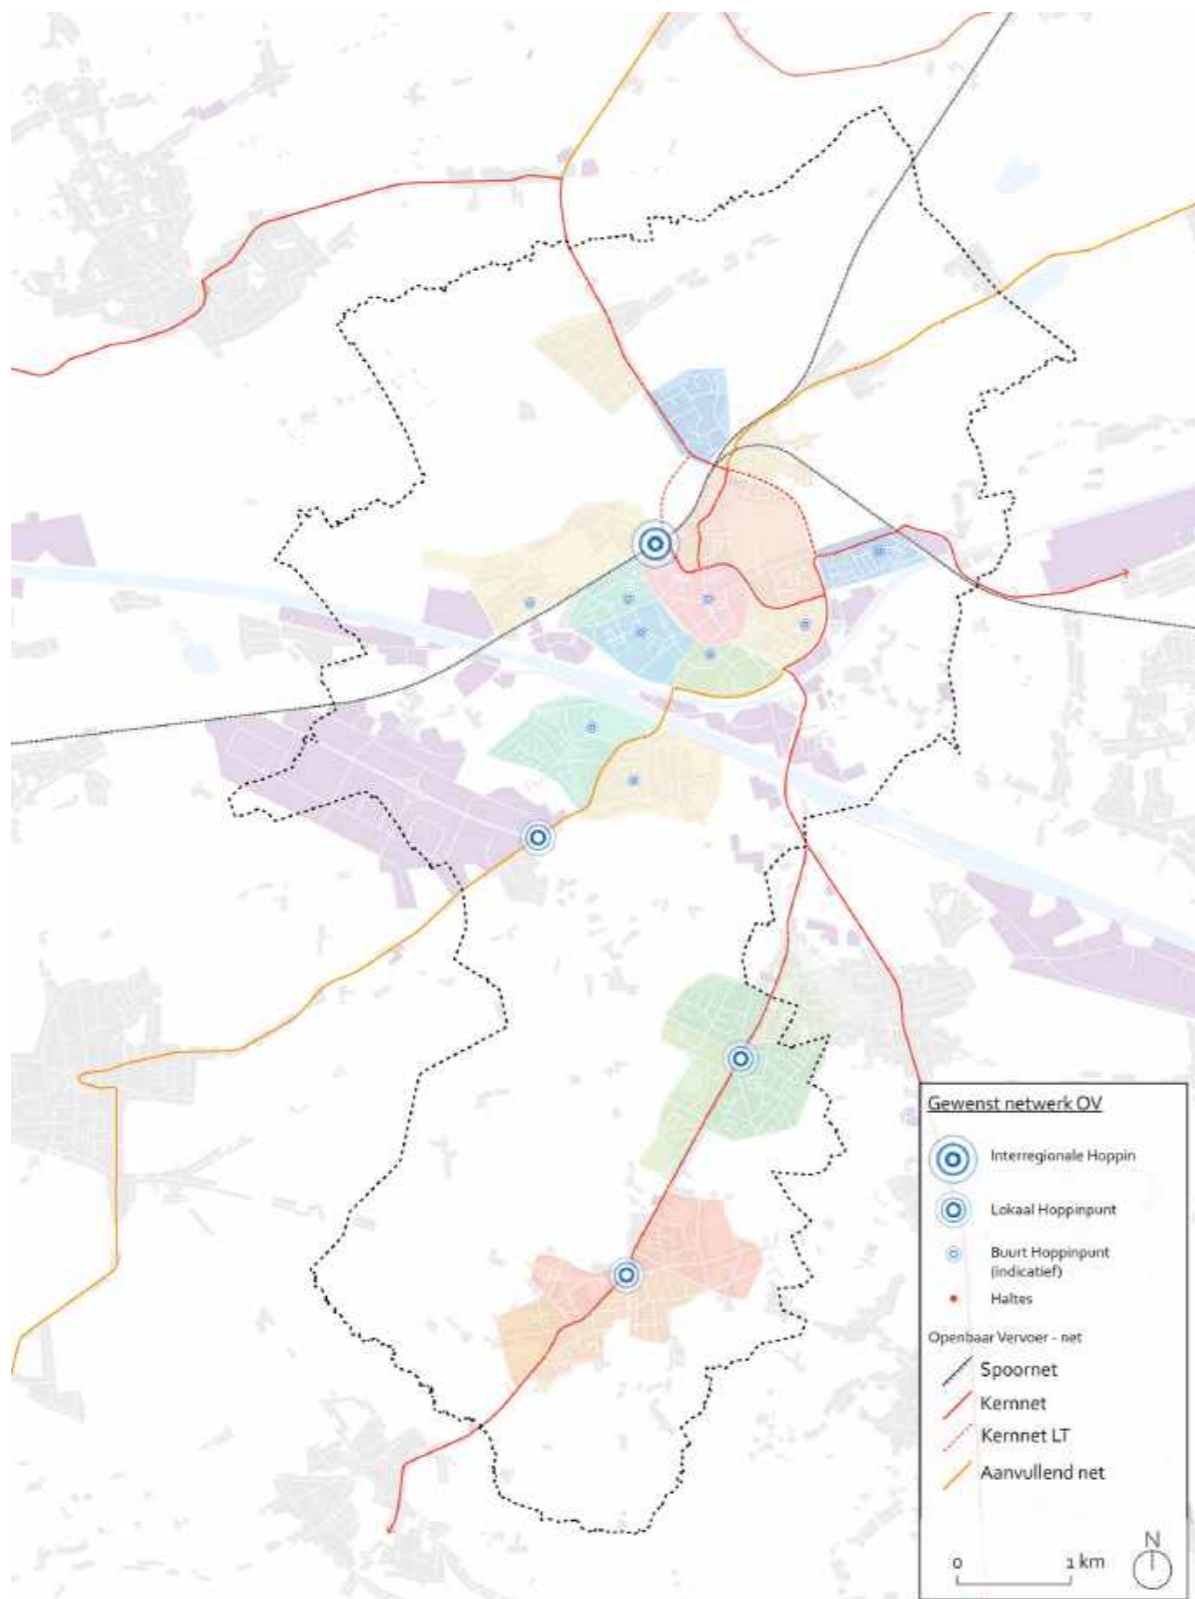 Gewenst netwerk OV
Interregionale Hoppin
Lokaal Hoppinpunt
Buurt Hoppinpunt
(indicatief)
Haltes
Openbaar Vervoer - net
Spoornet
Kernnet
Kernnet LT
Aanvullend net
0 1 km
N